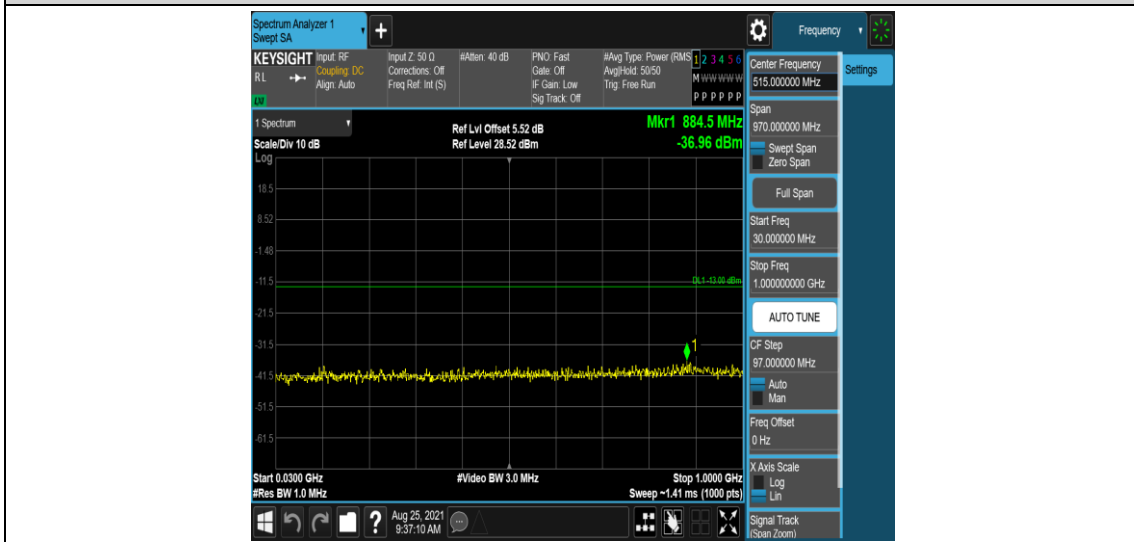 Spectrum Analyzer 1
Swept SA
+
Frequency
KEYSIGHT
RL
LNI
Input: RF
Coupling: DC
Align: Auto
Input Z: 50 Ω
Corrections: Off
Freq Ref: Int (S)
#Atten: 40 dB
PNO: Fast
Gate: Off
IF Gain: Low
Sig Track: Off
#Avg Type: Power (RMS
Avg|Hold: 50/50
Trig: Free Run
1 2 3 4 5 6
M W W W W W
P P P P P P
1 Spectrum
Scale/Div 10 dB
Ref Lvl Offset 5.52 dB
Ref Level 28.52 dBm
Mkr1 884.5 MHz
-36.96 dBm
Log
18.5
8.52
-1.48
-11.5
-21.5
-31.5
-41.5
-51.5
-61.5
DL1 -13.00 dBm
1
Start 0.0300 GHz
#Res BW 1.0 MHz
#Video BW 3.0 MHz
Stop 1.0000 GHz
Sweep ~1.41 ms (1000 pts)
?
Aug 25, 2021
9:37:10 AM
Center Frequency
515.000000 MHz
Settings
Span
970.000000 MHz
Swept Span
Zero Span
Full Span
Start Freq
30.000000 MHz
Stop Freq
1.000000000 GHz
AUTO TUNE
CF Step
97.000000 MHz
Auto
Man
Freq Offset
0 Hz
X Axis Scale
Log
Lin
Signal Track
(Span Zoom)